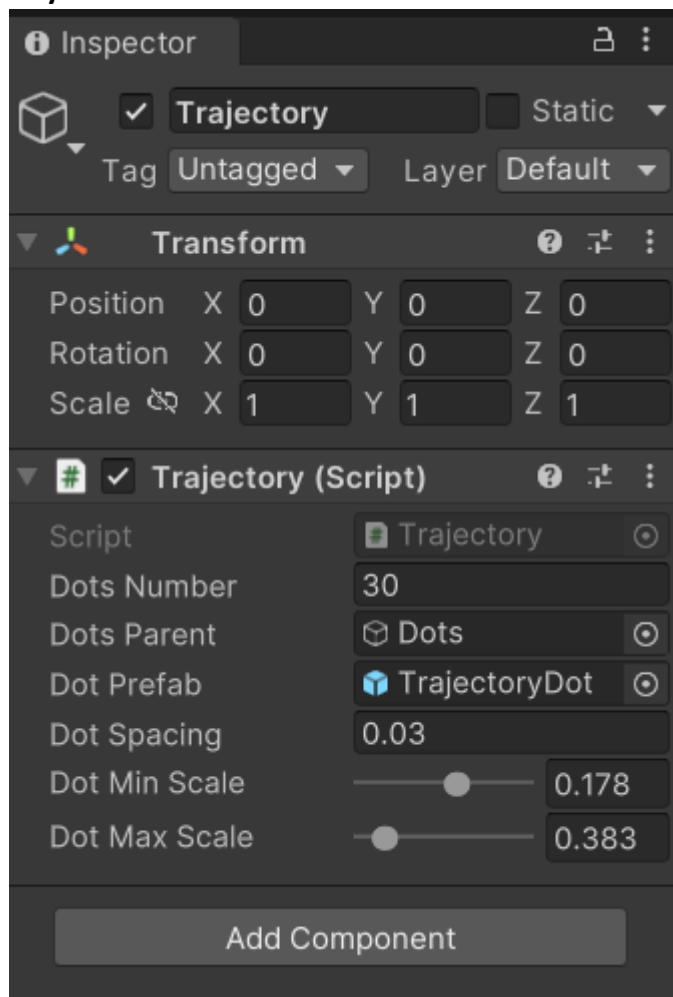 Inspector
Trajectory Static
Tag Untagged Layer Default
Transform
Position X 0 Y 0 Z 0
Rotation X 0 Y 0 Z 0
Scale X 1 Y 1 Z 1
# Trajectory (Script)
Script # Trajectory
Dots Number 30
Dots Parent Dots
Dot Prefab TrajectoryDot
Dot Spacing 0.03
Dot Min Scale 0.178
Dot Max Scale 0.383
Add Component